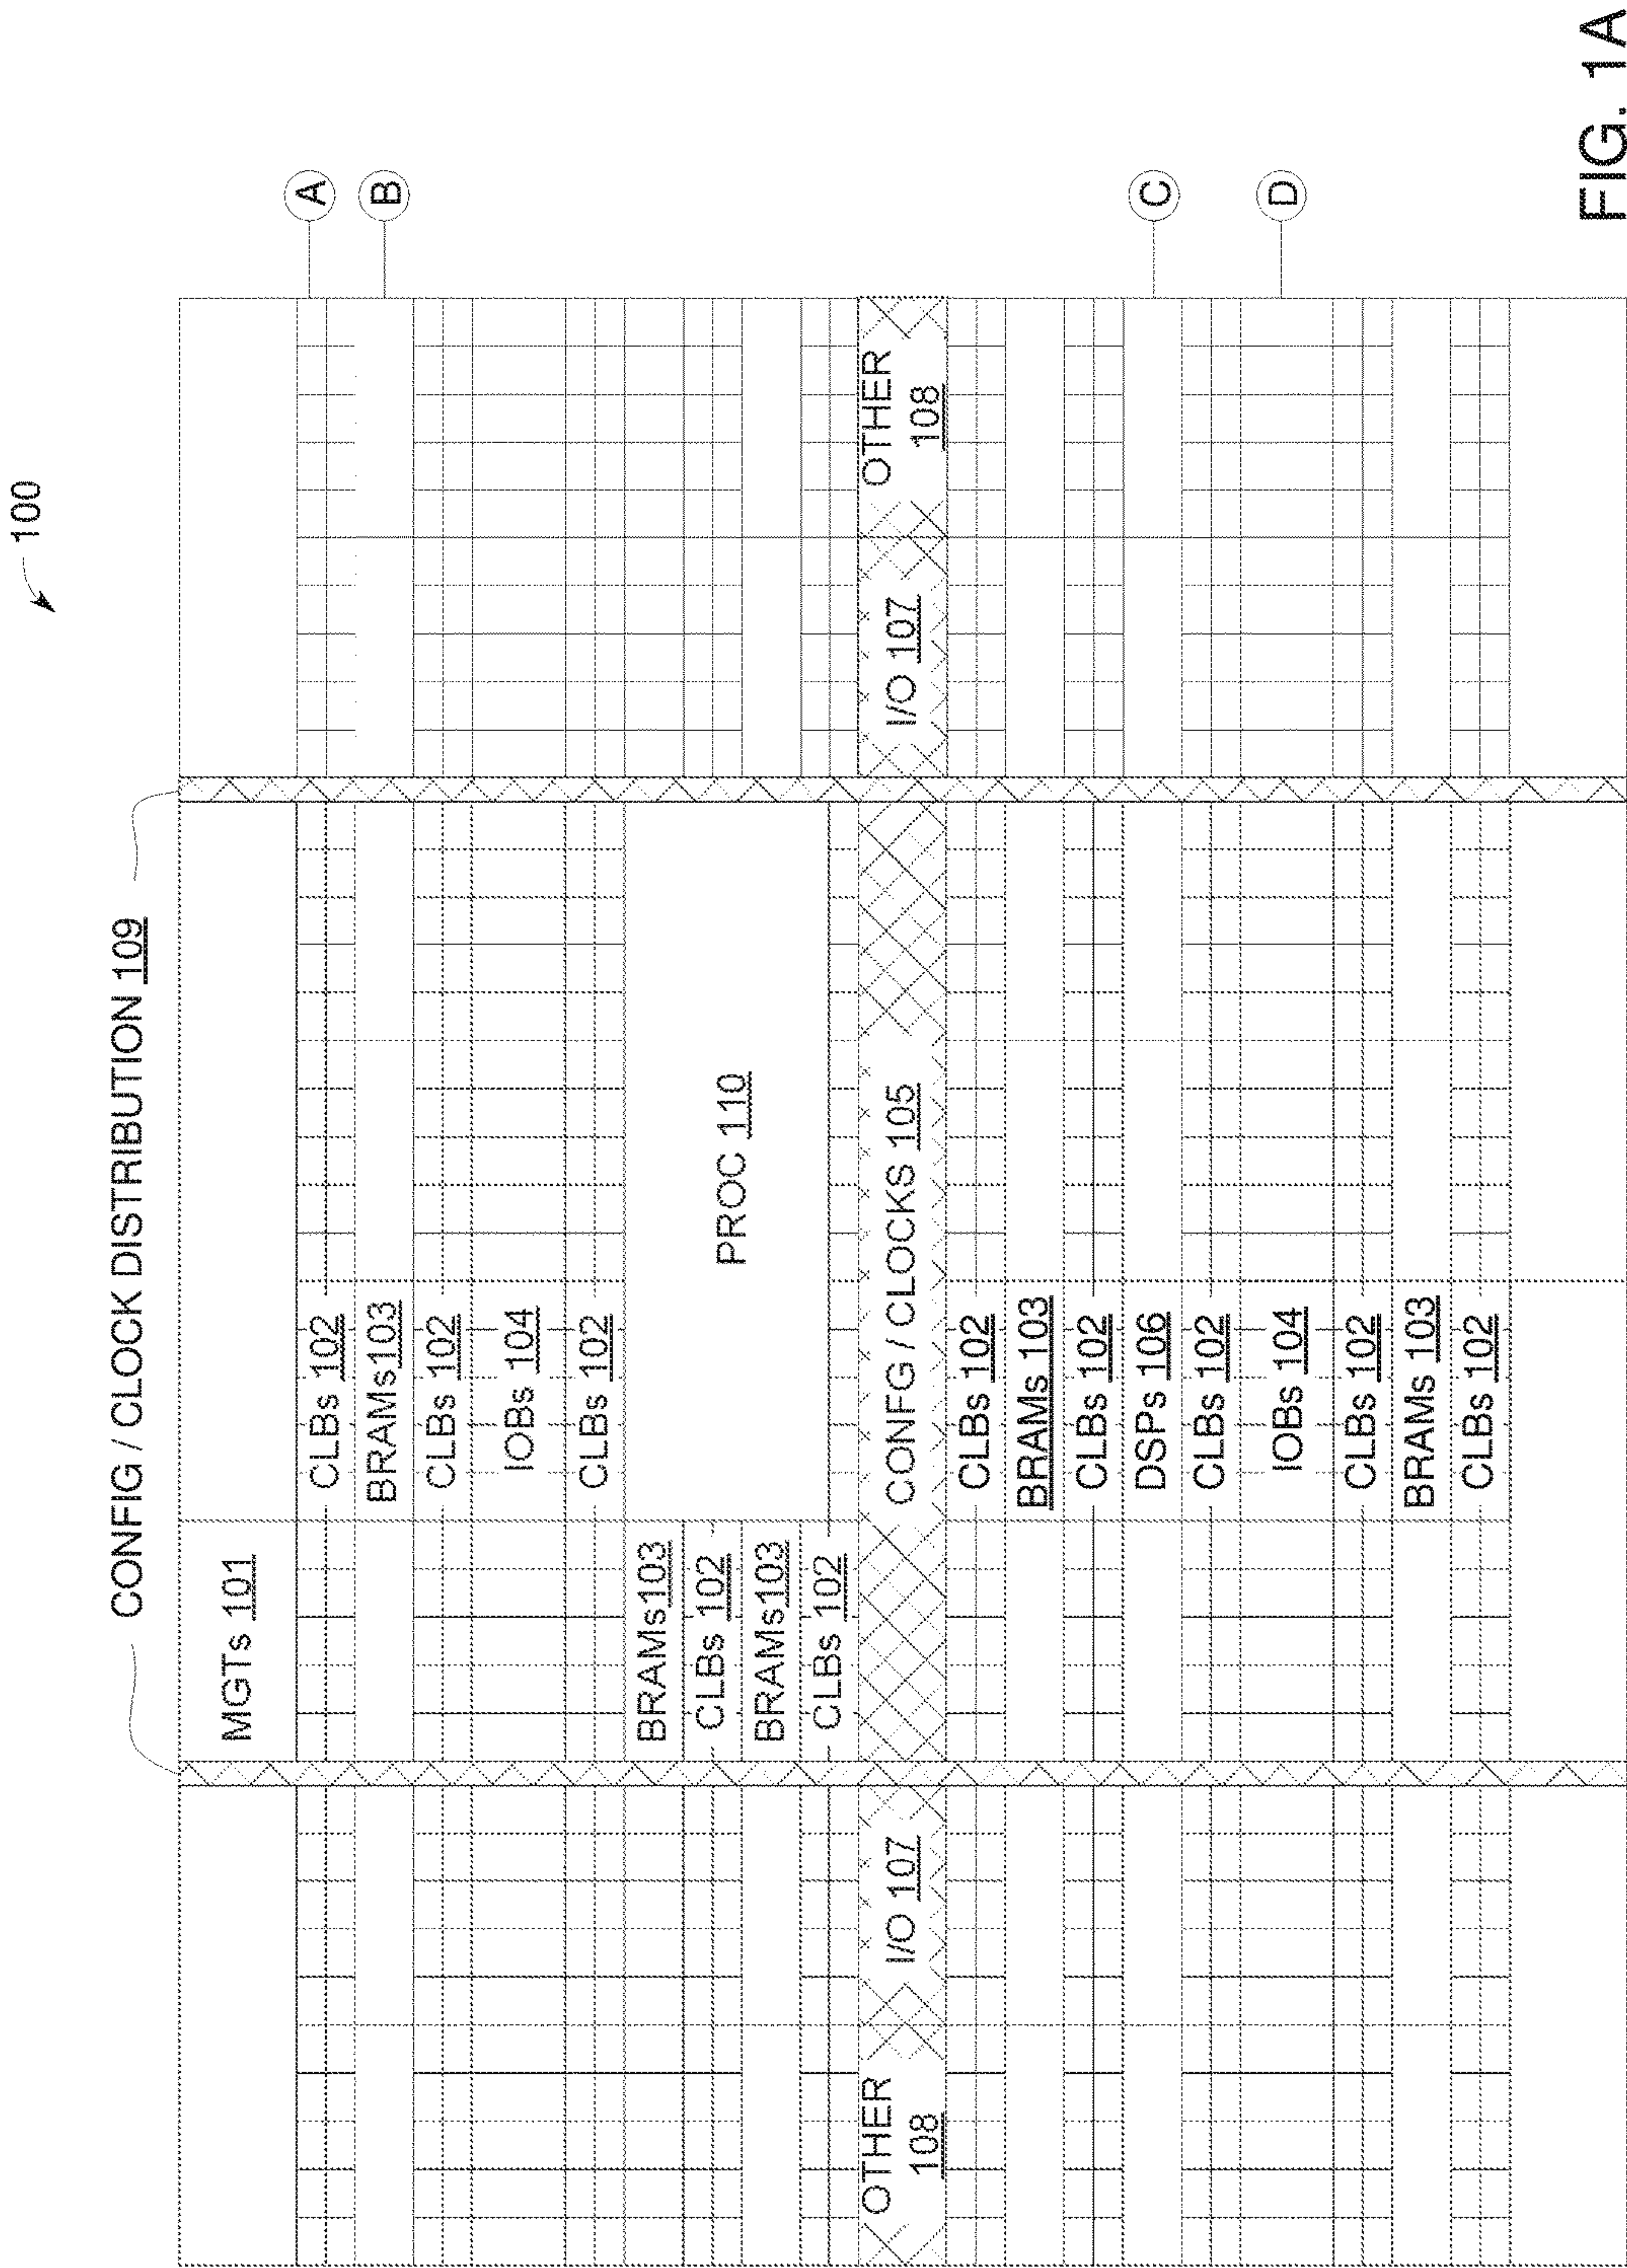 100
CONFIG / CLOCK DISTRIBUTION 109
MGTs 101
CLBs 102
BRAMs103
CLBs 102
IOBs 104
CLBs 102
BRAMs103
CLBs 102
BRAMs103
CLBs 102
PROC 110
OTHER
108
I/O 107
CONFG / CLOCKS 105
I/O 107
OTHER
108
CLBs 102
BRAMs 103
CLBs 102
DSPs 106
CLBs 102
IOBs 104
CLBs 102
BRAMs 103
CLBs 102
A
B
C
D
FIG. 1A